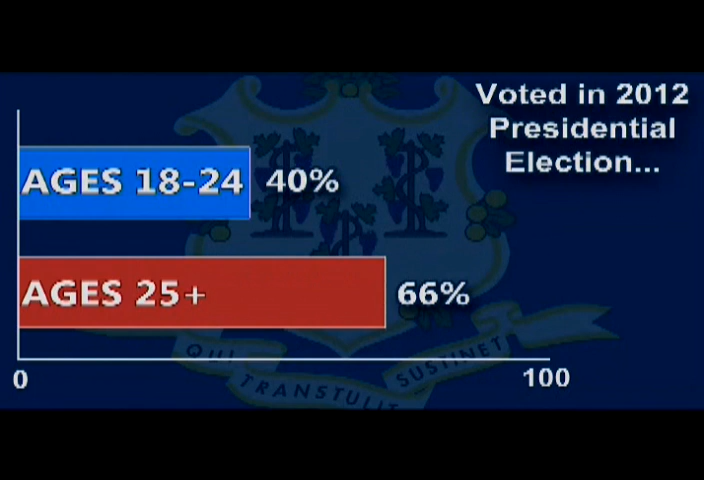 Voted in 2012
Presidential
Election...
AGES 18-24 40%
AGES 25+ 66%
0 100
QUI TRANSTULIT SUSTINET